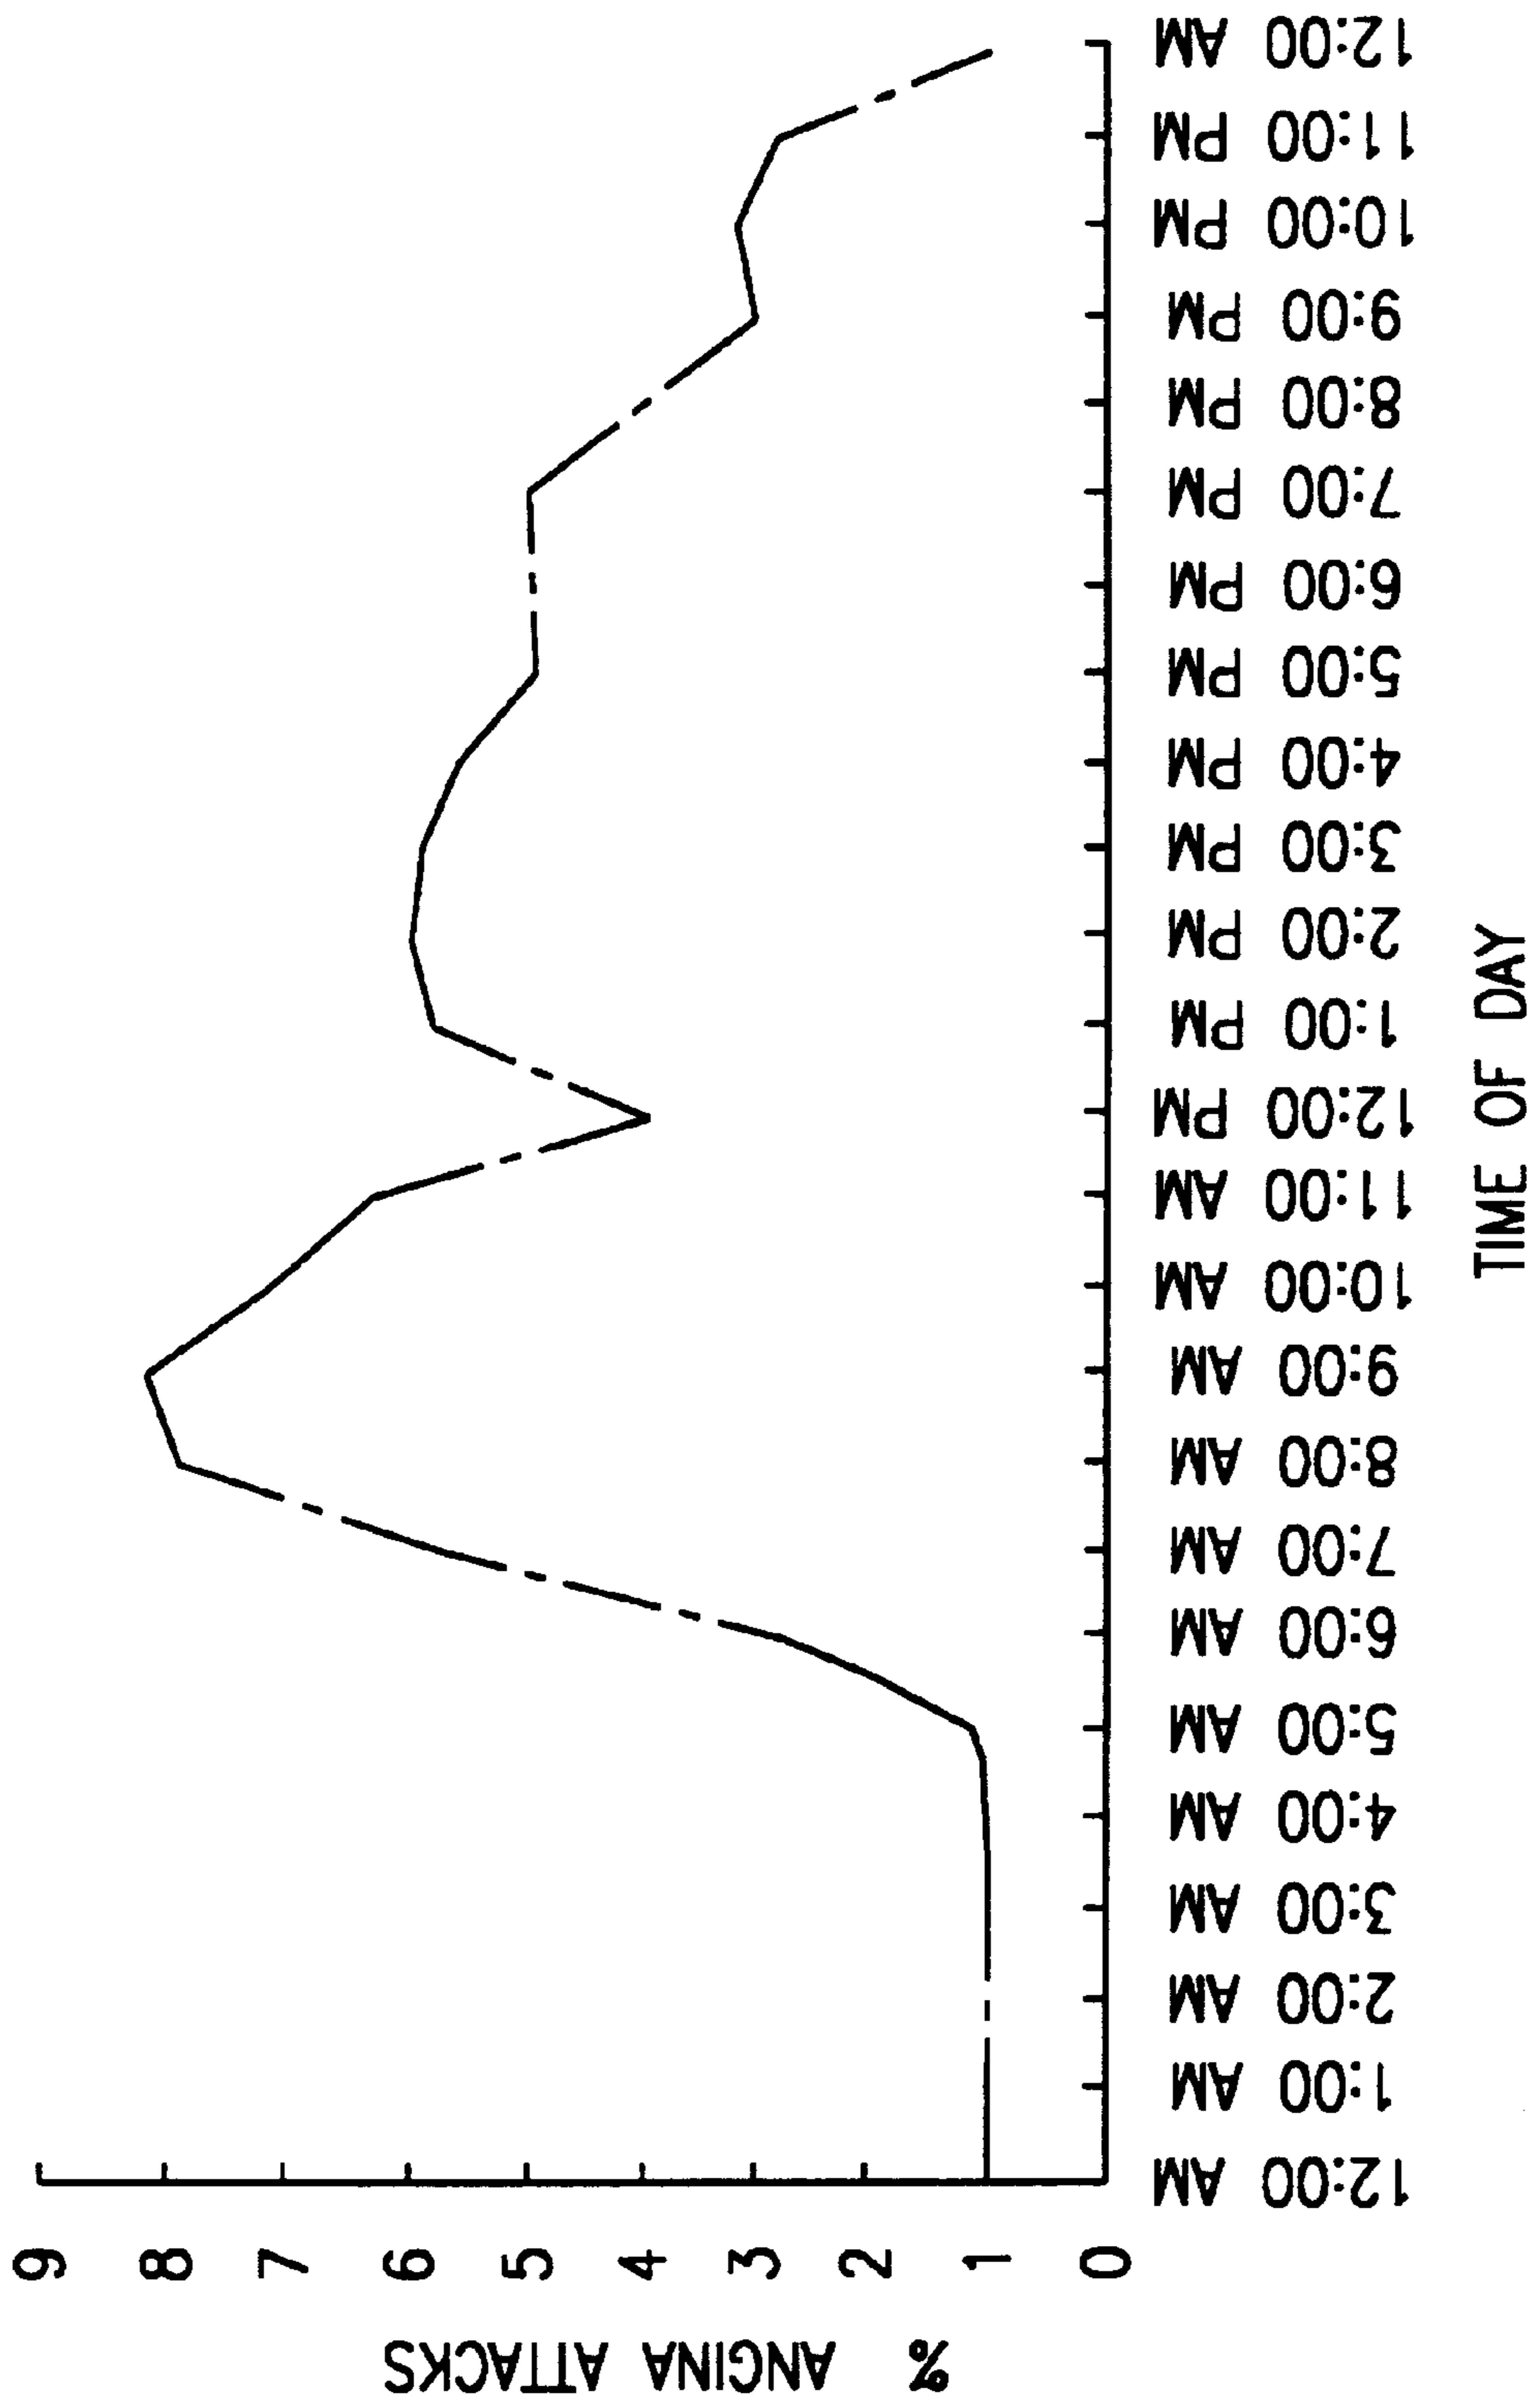 % ANGINA ATTACKS
9
8
7
6
5
4
3
2
1
0
12:00 AM
1:00 AM
2:00 AM
3:00 AM
4:00 AM
5:00 AM
6:00 AM
7:00 AM
8:00 AM
9:00 AM
10:00 AM
11:00 AM
12:00 PM
1:00 PM
2:00 PM
3:00 PM
4:00 PM
5:00 PM
6:00 PM
7:00 PM
8:00 PM
9:00 PM
10:00 PM
11:00 PM
12:00 AM
TIME OF DAY